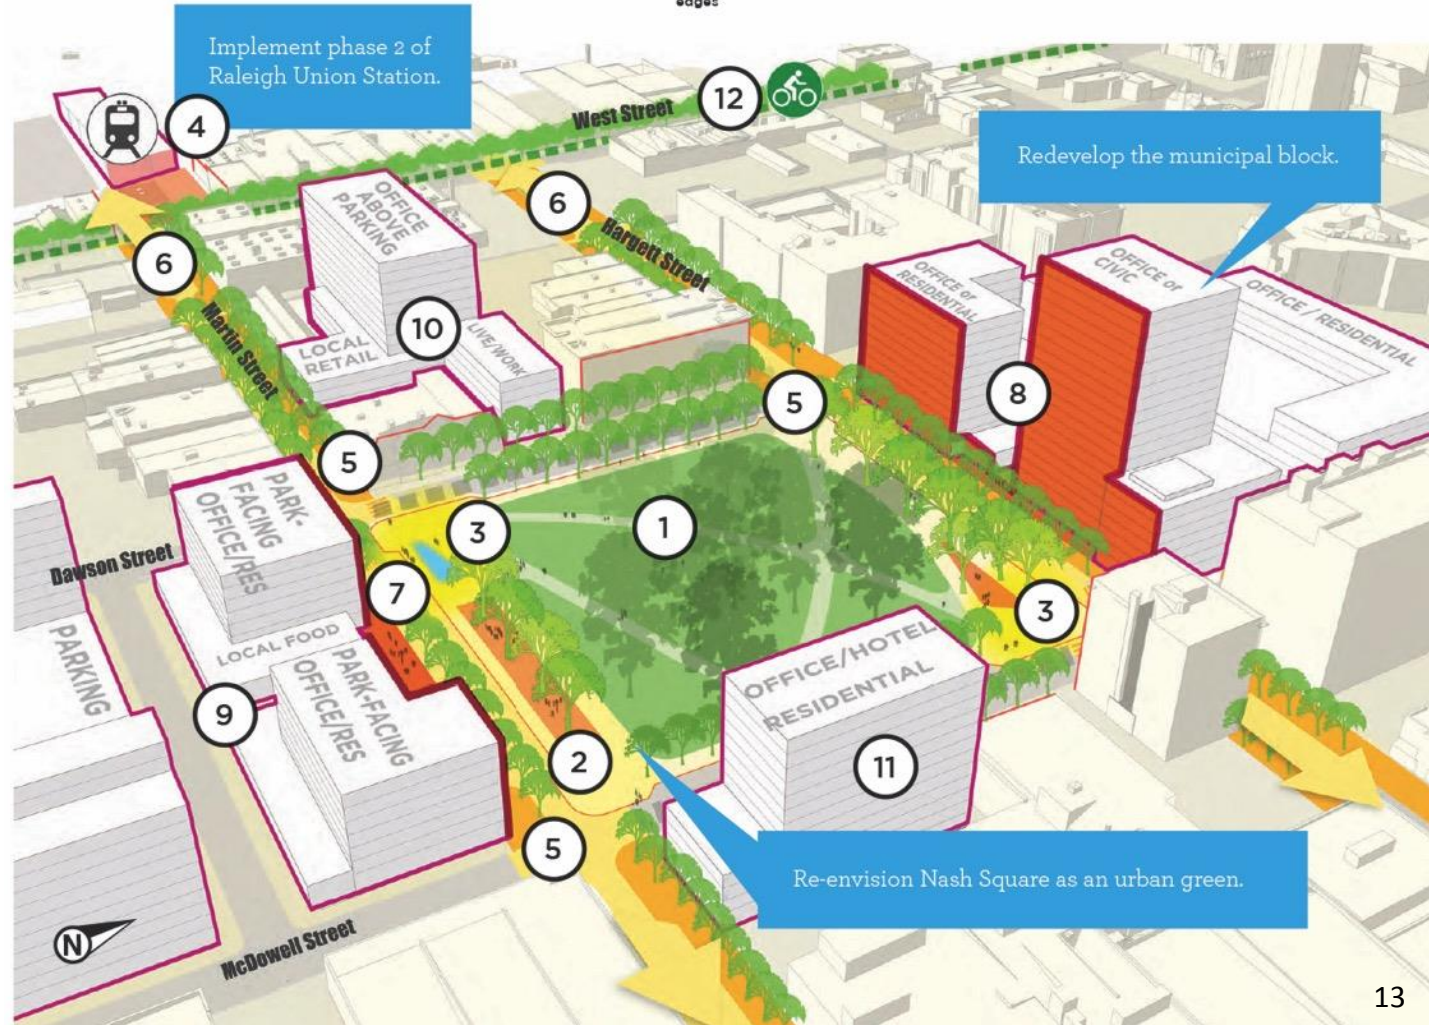 edges
Implement phase 2 of
Raleigh Union Station.
4
West Street
12
Redevelop the municipal block.
6
Hargett Street
6
Martin Street
OFFICE
ABOVE
PARKING
10
LOCAL
RETAIL
LIVE/WORK
OFFICE or
RESIDENTIAL
OFFICE or
CIVIC
OFFICE / RESIDENTIAL
8
5
5
3
1
3
Dawson Street
PARK-
FACING
OFFICE/RES
7
LOCAL FOOD
PARKING
PARK-FACING
OFFICE/RES
9
2
OFFICE/HOTEL
RESIDENTIAL
11
5
Re-envision Nash Square as an urban green.
N
McDowell Street
13